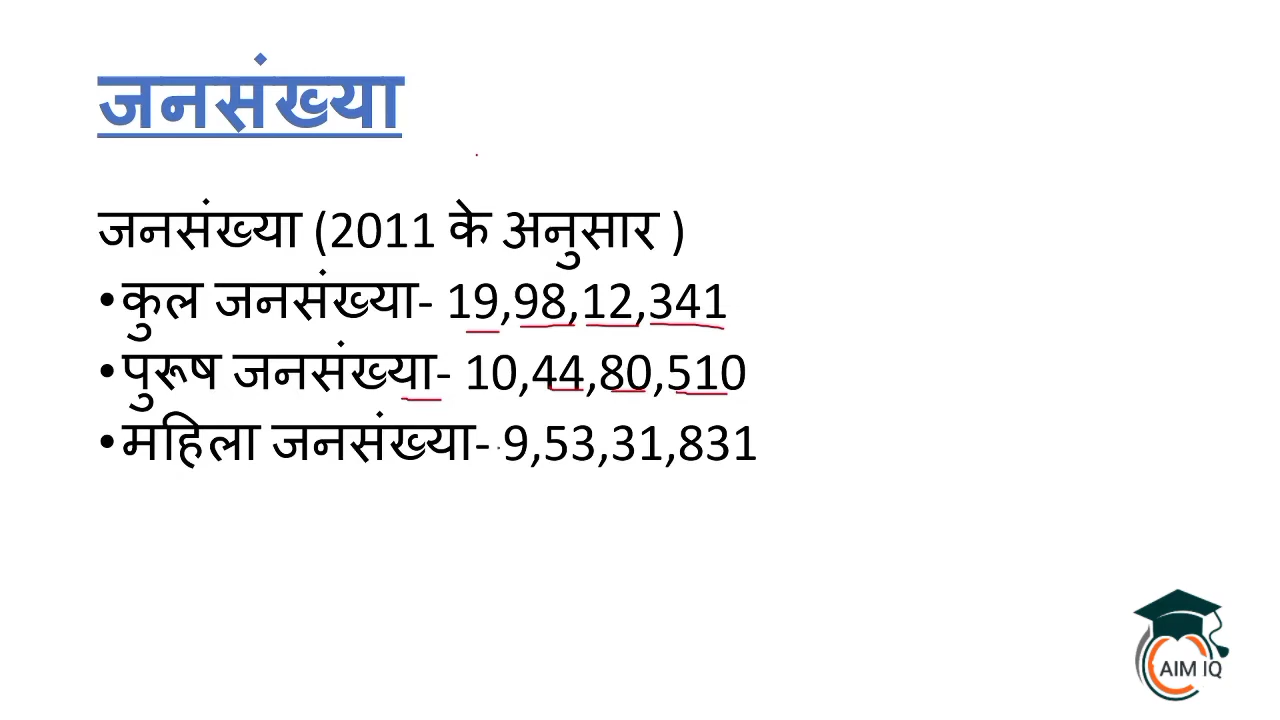 जनसंख्या
जनसंख्या (2011 के अनुसार )
•कुल जनसंख्या- 19,98,12,341
•पुरूष जनसंख्या- 10,44,80,510
•महिला जनसंख्या- 9,53,31,831
AIM IQ